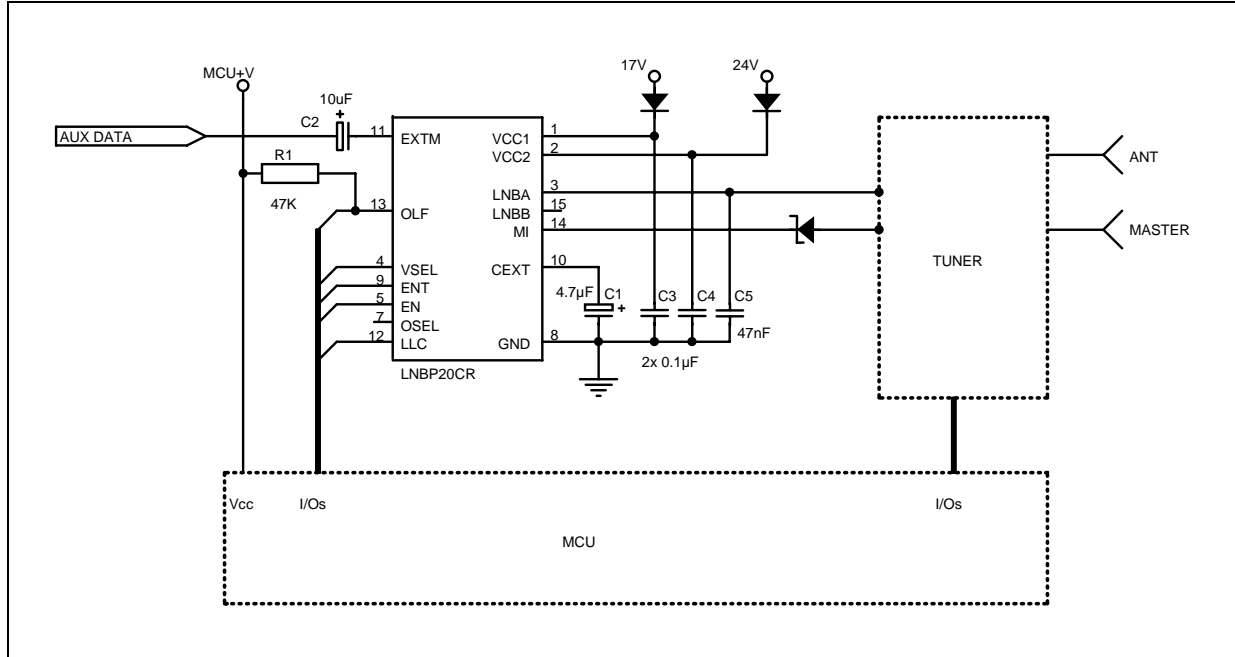 17V
24V
MCU+V
10uF
+
C2
AUX DATA
11
EXTM
VCC1
1
VCC2
2
R1
47K
LNBA
3
ANT
13
OLF
LNBB
15
MI
14
MASTER
TUNER
4
VSEL
CEXT
10
9
ENT
4.7µF
C1
C3
C4
C5
5
EN
+
7
OSEL
47nF
12
LLC
GND
8
2x 0.1µF
LNBP20CR
Vcc
I/Os
I/Os
MCU